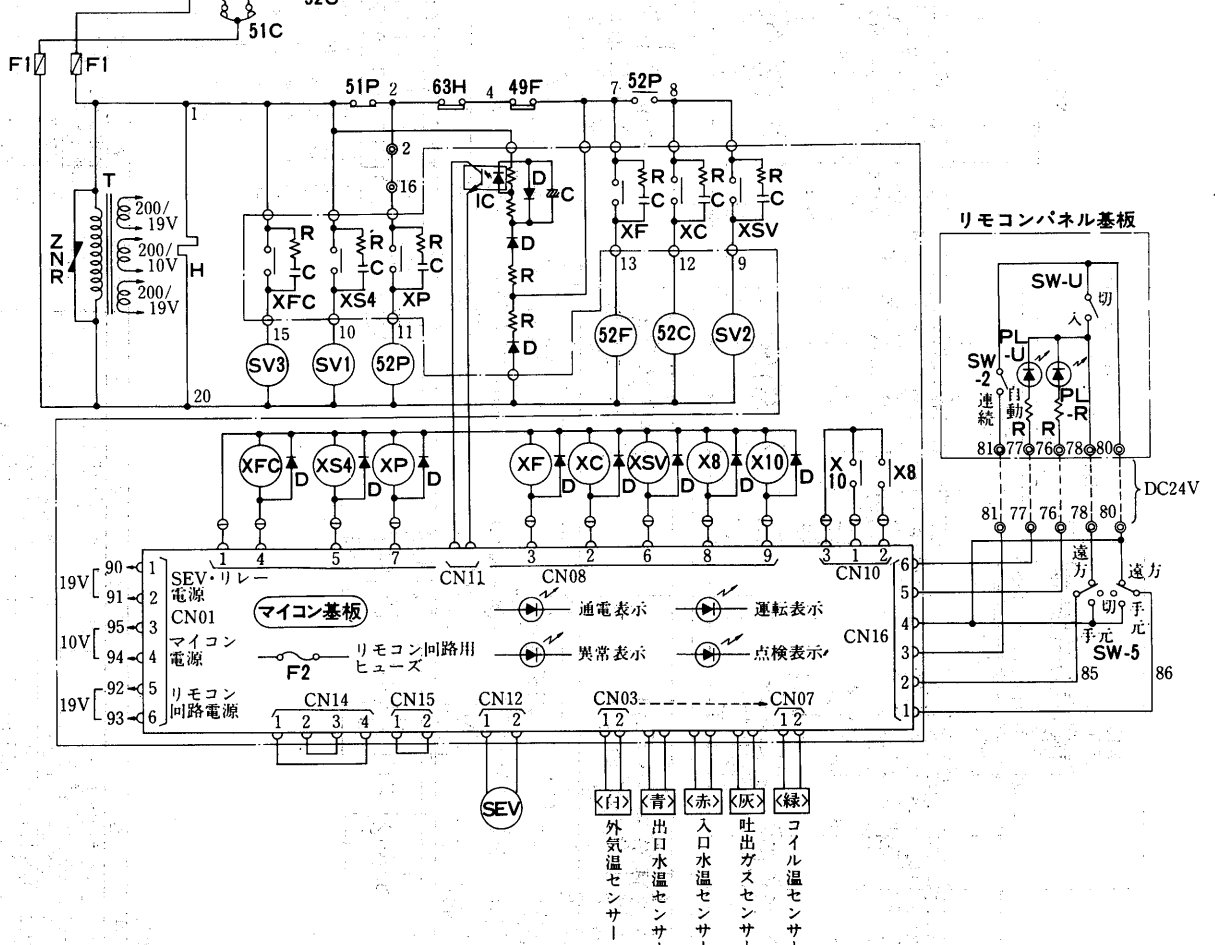 51C
F1
F1
51P
2
63H
4
49F
7
52P
8
1
2
16
IC
D
C
R
C
XF
R
C
XC
R
C
XSV
リモコンパネル基板
T
ZNR
200/19V
200/10V
200/19V
H
R
C
XFC
R
C
XS4
R
C
XP
D
R
R
D
13
12
9
15
10
11
SV3
SV1
52P
52F
52C
SV2
20
SW-U
切
入
PL-U
SW-2
連続
自動
PL-R
R
R
81
77
76
78
80
DC24V
81
77
76
78
80
XFC
D
XS4
D
XP
D
XF
D
XC
D
XSV
D
X8
D
X10
D
X10
X8
1
4
5
7
CN11
3
2
6
8
9
CN08
3
1
2
CN10
19V
90
91
10V
95
94
19V
92
93
1
2
3
4
5
6
SEV・リレー電源
CN01
マイコン電源
リモコン回路電源
マイコン基板
F2
リモコン回路用ヒューズ
通電表示
運転表示
異常表示
点検表示
CN16
6
5
4
3
2
1
遠方
遠方
切
手元
手元
SW-5
85
86
CN14
1
2
3
4
CN15
1
2
CN12
1
2
CN03
1 2
CN07
1 2
SEV
<白>
<青>
<赤>
<灰>
<緑>
外気温センサー
出口水温センサ
入口水温センサ
吐出ガスセンサ
コイル温センサ